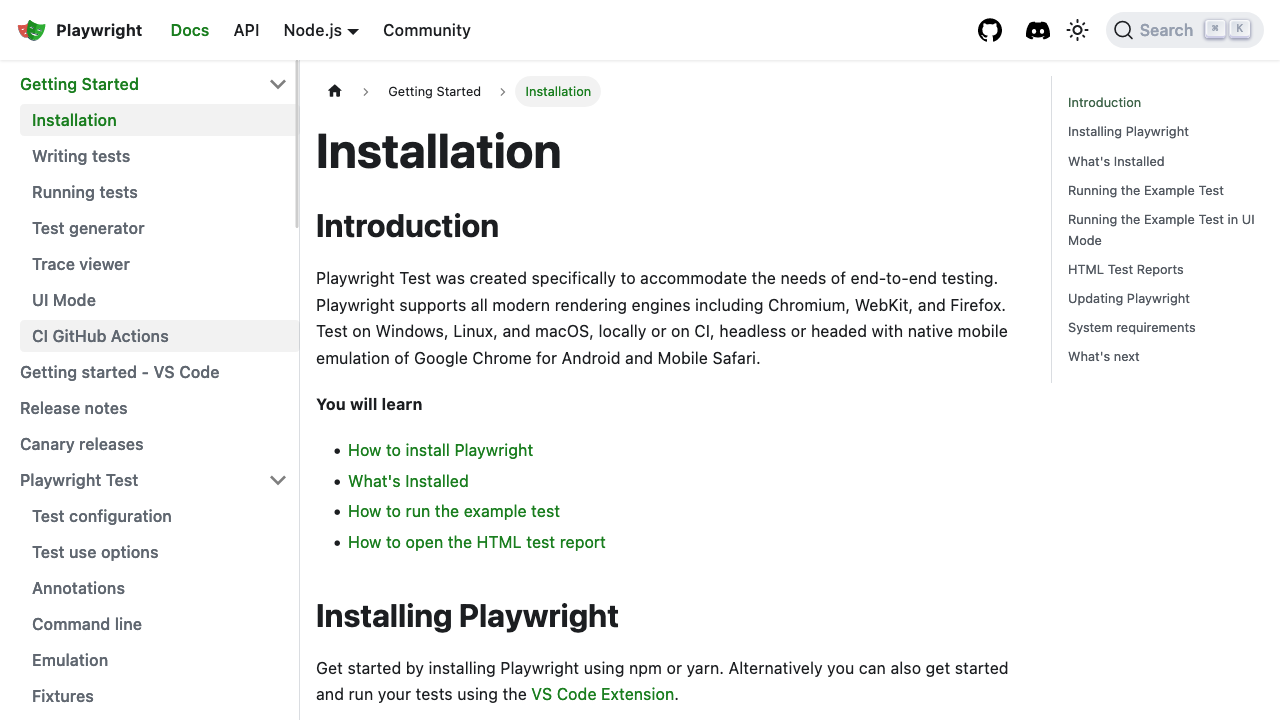 Playwright
Docs
API
Node.js
Community
Search
⌘
K
Getting Started
Installation
Writing tests
Running tests
Test generator
Trace viewer
UI Mode
CI GitHub Actions
Getting started - VS Code
Release notes
Canary releases
Playwright Test
Test configuration
Test use options
Annotations
Command line
Emulation
Fixtures
Getting Started
Installation
Installation
Introduction
Playwright Test was created specifically to accommodate the needs of end-to-end testing.
Playwright supports all modern rendering engines including Chromium, WebKit, and Firefox.
Test on Windows, Linux, and macOS, locally or on CI, headless or headed with native mobile
emulation of Google Chrome for Android and Mobile Safari.
You will learn
• How to install Playwright
• What's Installed
• How to run the example test
• How to open the HTML test report
Installing Playwright
Get started by installing Playwright using npm or yarn. Alternatively you can also get started
and run your tests using the VS Code Extension.
Introduction
Installing Playwright
What's Installed
Running the Example Test
Running the Example Test in UI
Mode
HTML Test Reports
Updating Playwright
System requirements
What's next